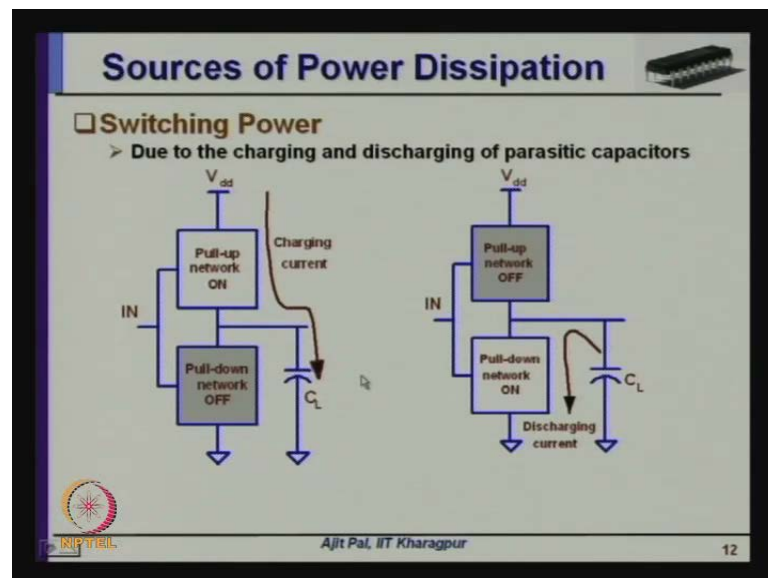 Sources of Power Dissipation
Switching Power
Due to the charging and discharging of parasitic capacitors
Vdd
Pull-up
network
ON
Charging
current
IN
Pull-down
network
OFF
CL
Vdd
Pull-up
network
OFF
IN
Pull-down
network
ON
CL
Discharging
current
NPTEL
Ajit Pal, IIT Kharagpur
12